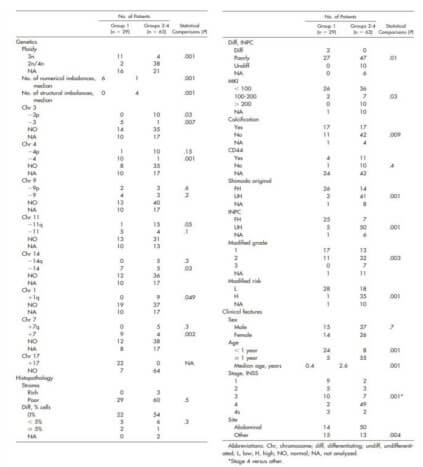 No. of Patients
Group 1 Groups 2-4 Statistical
(n = 29) (n = 63) Comparisons (P)
Genetics
Ploidy
3n 11 4 .001
2n/4n 2 38
NA 16 21
No. of numerical imbalances, 6 1 .001
median
No. of structural imbalances, 0 4 .001
median
Chr 3
−3p 0 10 .03
−3 5 1 .007
NO 14 35
NA 10 17
Chr 4
−4p 1 10 .15
−4 10 1 .001
NO 8 35
NA 10 17
Chr 9
−9p 2 3 .6
−9 4 3 .2
NO 13 40
NA 10 17
Chr 11
−11q 1 15 .05
−11 5 4 .1
NO 13 31
NA 10 13
Chr 14
−14q 0 5 .3
−14 7 5 .03
NO 12 36
NA 10 17
Chr 1
+1q 0 9 .049
NO 19 37
NA 10 17
Chr 7
+7q 0 5 .3
+7 9 4 .002
NO 12 38
NA 8 17
Chr 17
+17 22 0 NA
NO 7 64
Histopathology
Stroma
Rich 0 3
Poor 29 60 .5
Diff, % cells
0% 22 54
< 5% 5 6 .3
≥ 5% 2 1
NA 0 2
No. of Patients
Group 1 Groups 2-4 Statistical
(n = 29) (n = 63) Comparisons (P)
Diff, INPC
Diff 2 0
Poorly 27 47 .01
Undiff 0 10
NA 0 6
MKI
< 100 26 36
100-200 2 7 .03
> 200 0 10
NA 1 10
Calcification
Yes 17 17
No 11 42 .009
NA 1 4
CD44
Yes 4 11
No 1 10 .4
NA 24 42
Shimada original
FH 26 14
UH 2 41 .001
NA 1 8
INPC
FH 25 7
UH 5 50 .001
NA 1 6
Modified grade
1 17 13
2 11 32 .003
3 0 7
NA 1 11
Modified risk
L 28 18
H 1 35 .001
NA 1 10
Clinical features
Sex
Male 15 37 .7
Female 14 26
Age
< 1 year 24 8 .001
≥ 1 year 5 55
Median age, years 0.4 2.6 .001
Stage, INSS
1 9 2
2 5 3
3 10 7 .001*
4 2 49
4s 3 2
Site
Abdominal 14 50
Other 15 13 .004
Abbreviations: Chr, chromosome; diff, differentiating; undiff, undifferenti-
ated; L, low; H, high; NO, normal; NA, not analyzed.
*Stage 4 versus other.